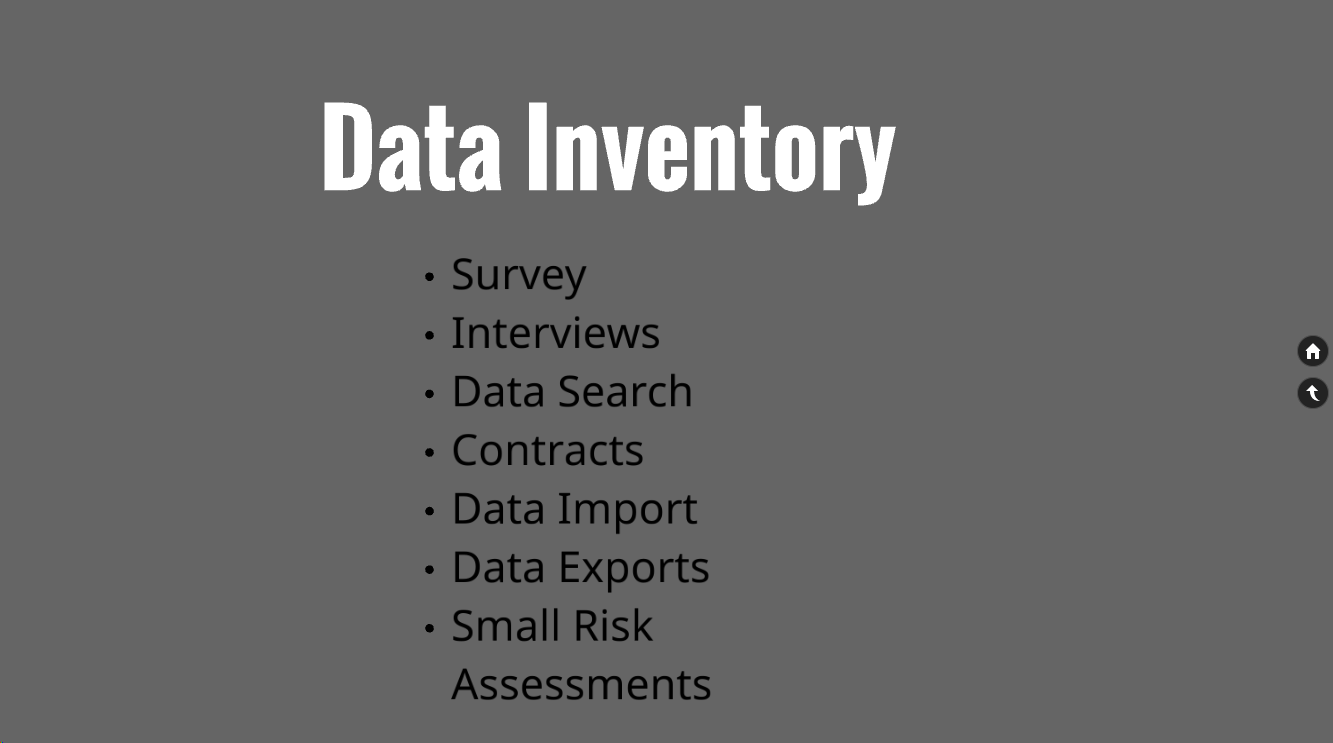 Data Inventory
• Survey
• Interviews
• Data Search
• Contracts
• Data Import
• Data Exports
• Small Risk
Assessments